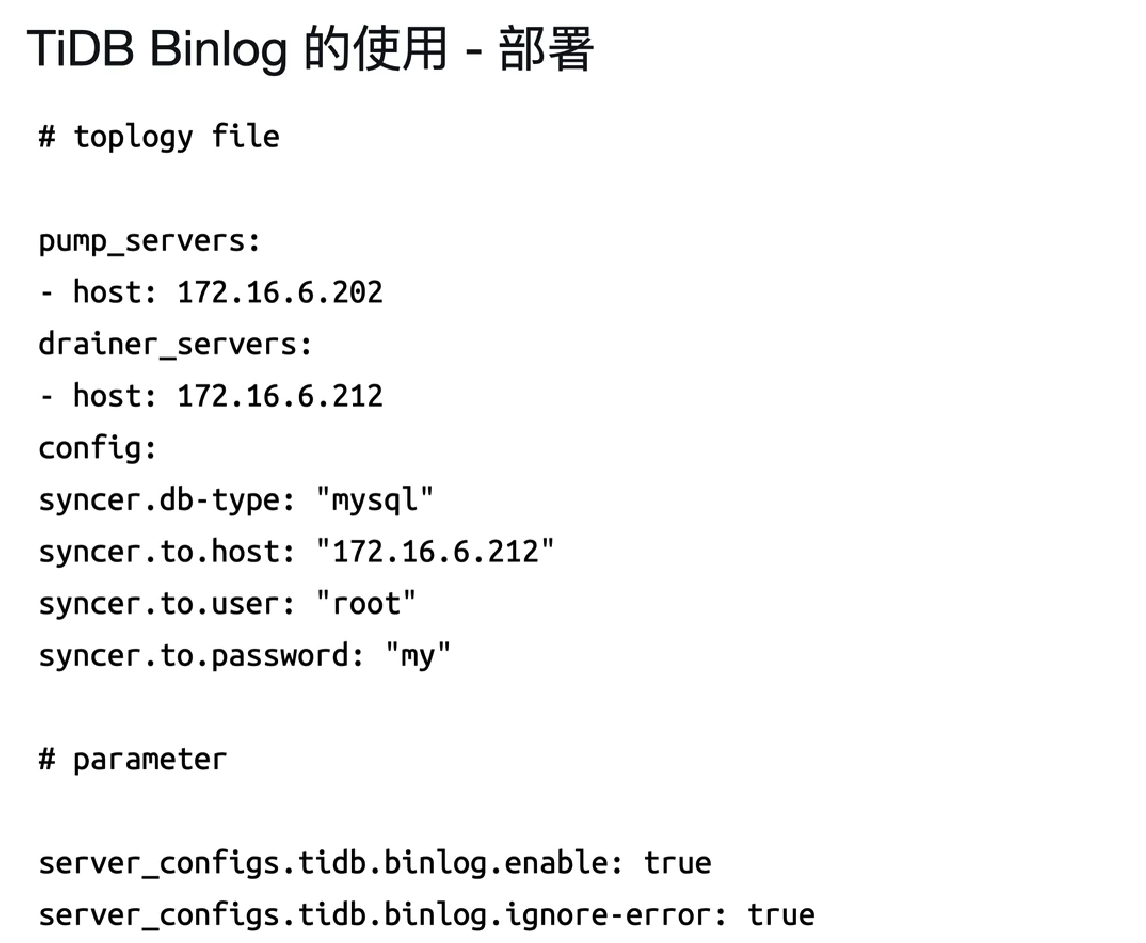 TiDB Binlog 的使用 - 部署
# toplogy file
pump_servers:
- host: 172.16.6.202
drainer_servers:
- host: 172.16.6.212
config:
syncer.db-type: "mysql"
syncer.to.host: "172.16.6.212"
syncer.to.user: "root"
syncer.to.password: "my"
# parameter
server_configs.tidb.binlog.enable: true
server_configs.tidb.binlog.ignore-error: true